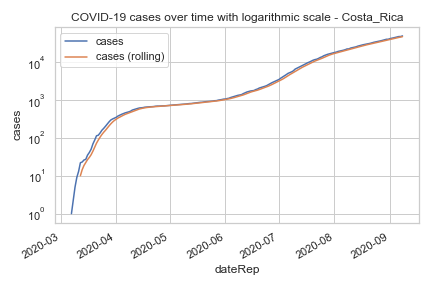 COVID-19 cases over time with logarithmic scale - Costa_Rica
cases
cases (rolling)
10^4
10^3
10^2
10^1
10^0
cases
2020-03
2020-04
2020-05
2020-06
2020-07
2020-08
2020-09
dateRep